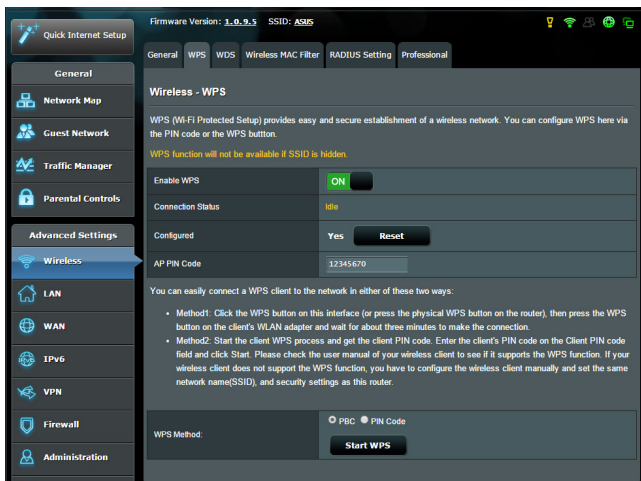 Quick Internet Setup
Firmware Version: 1.0.9.5 SSID: ASUS
General WPS WDS Wireless MAC Filter RADIUS Setting Professional
General
Network Map
Guest Network
Traffic Manager
Parental Controls
Advanced Settings
Wireless
LAN
WAN
IPv6
VPN
Firewall
Administration
Wireless - WPS
WPS (Wi-Fi Protected Setup) provides easy and secure establishment of a wireless network. You can configure WPS here via
the PIN code or the WPS buttton.
WPS function will not be available if SSID is hidden.
Enable WPS ON
Connection Status Idle
Configured Yes Reset
AP PIN Code 12345670
You can easily connect a WPS client to the network in either of these two ways:
• Method1: Click the WPS button on this interface (or press the physical WPS button on the router), then press the WPS
button on the client's WLAN adapter and wait for about three minutes to make the connection.
• Method2: Start the client WPS process and get the client PIN code. Enter the client's PIN code on the Client PIN code
field and click Start. Please check the user manual of your wireless client to see if it supports the WPS function. If your
wireless client does not support the WPS function, you have to configure the wireless client manually and set the same
network name(SSID), and security settings as this router.
WPS Method: PBC PIN Code
Start WPS